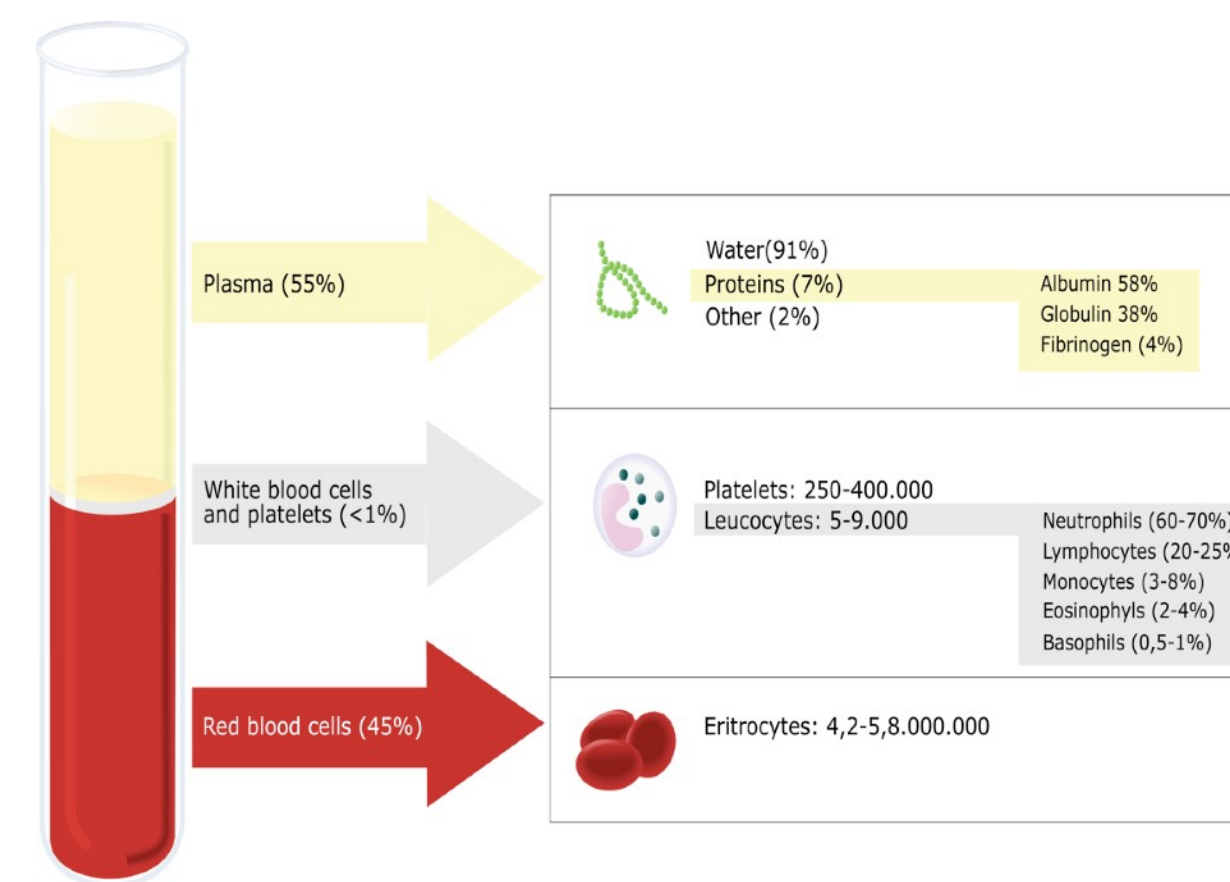 Plasma (55%)
Water(91%)
Proteins (7%)
Other (2%)
Albumin 58%
Globulin 38%
Fibrinogen (4%)
White blood cells
and platelets (<1%)
Platelets: 250-400.000
Leucocytes: 5-9.000
Neutrophils (60-70%)
Lymphocytes (20-25%
Monocytes (3-8%)
Eosinophyls (2-4%)
Basophils (0,5-1%)
Red blood cells (45%)
Eritrocytes: 4,2-5,8.000.000